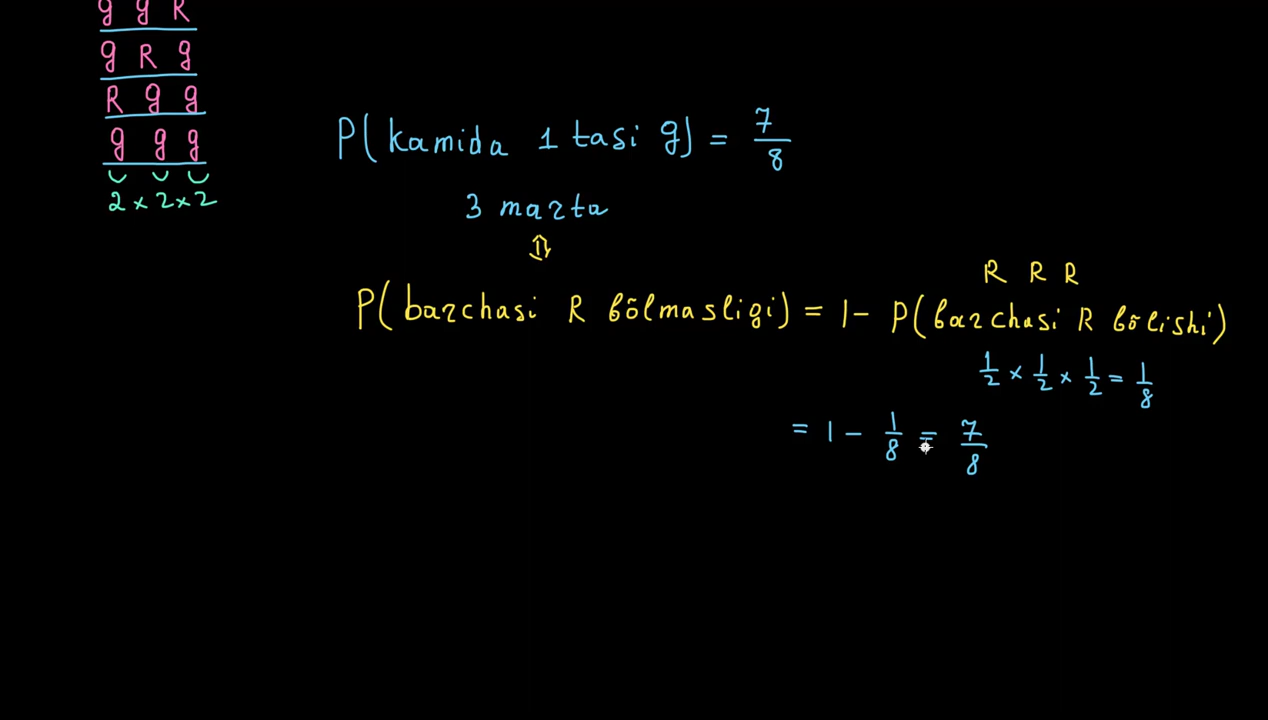 g g R
g R g
R g g
g g g
2 × 2 × 2
P(kamida 1 tasi g) = 7/8
3 marta
⇕
R R R
P(barchasi R bōlmasligi) = 1 - P(barchasi R bōlishi)
1/2 × 1/2 × 1/2 = 1/8
= 1 - 1/8 = 7/8